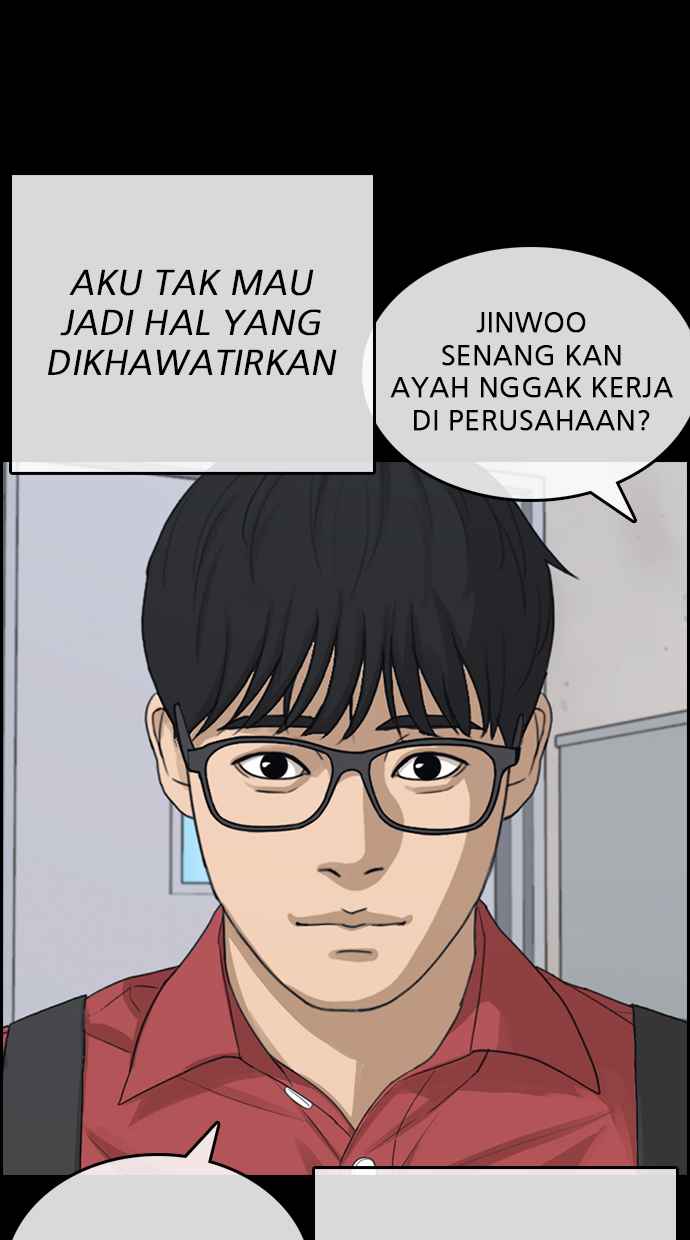 AKU TAK MAU
JADI HAL YANG
DIKHAWATIRKAN
JINWOO
SENANG KAN
AYAH NGGAK KERJA
DI PERUSAHAAN?